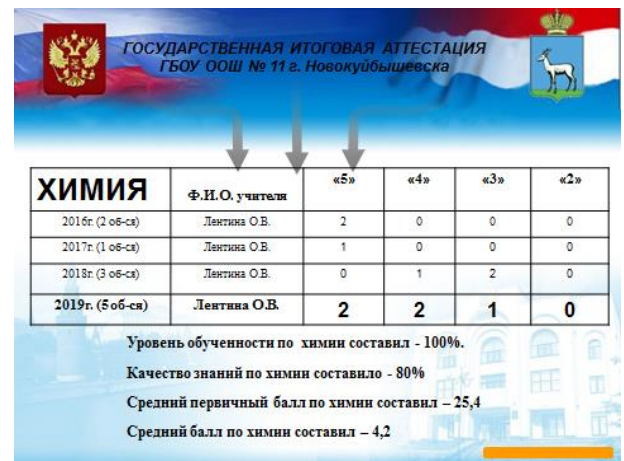 ГОСУДАРСТВЕННАЯ ИТОГОВАЯ АТТЕСТАЦИЯ
ГБОУ ООШ № 11 г. Новокуйбышевска
ХИМИЯ Ф.И.О. учителя «5» «4» «3» «2»
2016г. (2 об-ся) Лентина О.В. 2 0 0 0
2017г. (1 об-ся) Лентина О.В. 1 0 0 0
2018г. (3 об-ся) Лентина О.В. 0 1 2 0
2019г. (5 об-ся) Лентина О.В. 2 2 1 0
Уровень обученности по химии составил - 100%.
Качество знаний по химии составило - 80%
Средний первичный балл по химии составил – 25,4
Средний балл по химии составил – 4,2